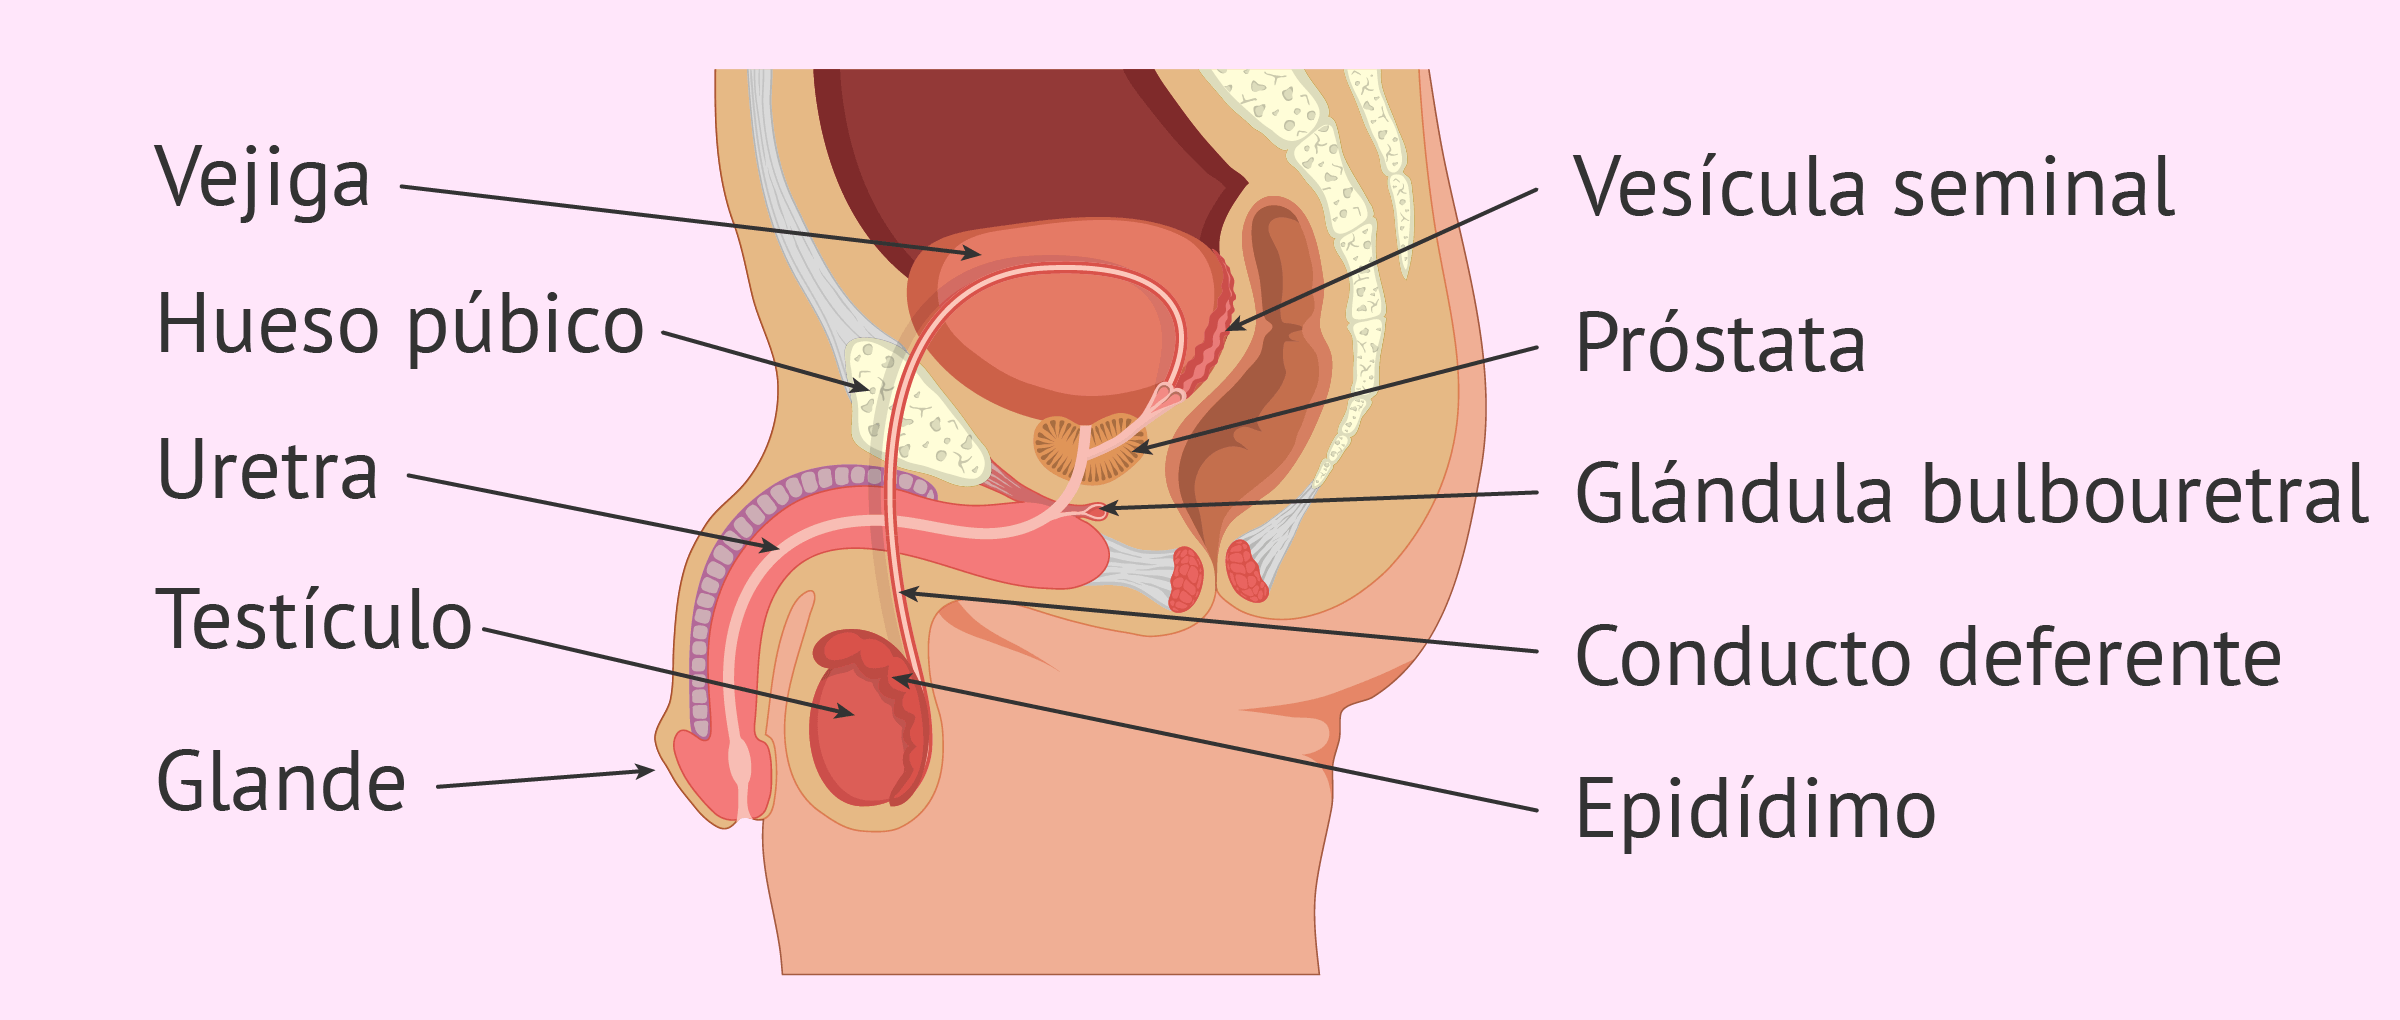 Vejiga
Hueso púbico
Uretra
Testículo
Glande
Vesícula seminal
Próstata
Glándula bulbouretral
Conducto deferente
Epidídimo